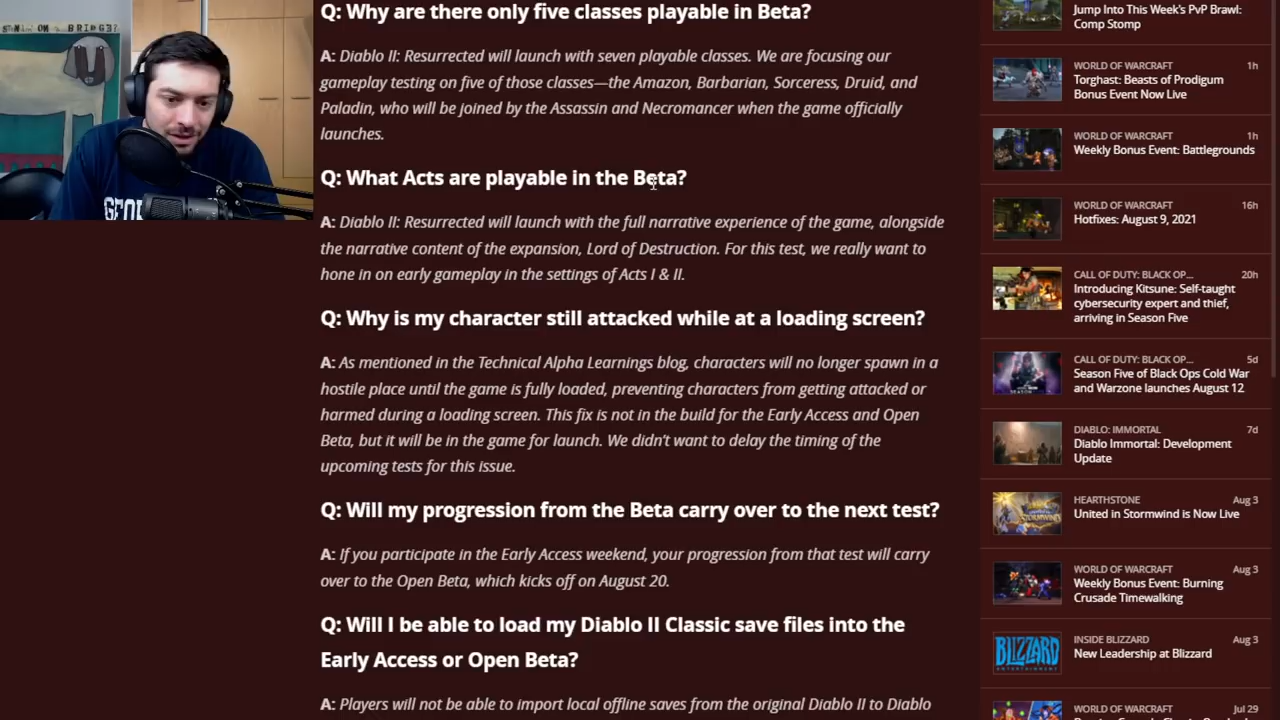 Q: Why are there only five classes playable in Beta?
A: Diablo II: Resurrected will launch with seven playable classes. We are focusing our
gameplay testing on five of those classes—the Amazon, Barbarian, Sorceress, Druid, and
Paladin, who will be joined by the Assassin and Necromancer when the game officially
launches.
Q: What Acts are playable in the Beta?
A: Diablo II: Resurrected will launch with the full narrative experience of the game, alongside
the narrative content of the expansion, Lord of Destruction. For this test, we really want to
hone in on early gameplay in the settings of Acts I & II.
Q: Why is my character still attacked while at a loading screen?
A: As mentioned in the Technical Alpha Learnings blog, characters will no longer spawn in a
hostile place until the game is fully loaded, preventing characters from getting attacked or
harmed during a loading screen. This fix is not in the build for the Early Access and Open
Beta, but it will be in the game for launch. We didn't want to delay the timing of the
upcoming tests for this issue.
Q: Will my progression from the Beta carry over to the next test?
A: If you participate in the Early Access weekend, your progression from that test will carry
over to the Open Beta, which kicks off on August 20.
Q: Will I be able to load my Diablo II Classic save files into the
Early Access or Open Beta?
A: Players will not be able to import local offline saves from the original Diablo II to Diablo
Jump Into This Week's PvP Brawl:
Comp Stomp
WORLD OF WARCRAFT 1h
Torghast: Beasts of Prodigum
Bonus Event Now Live
WORLD OF WARCRAFT 1h
Weekly Bonus Event: Battlegrounds
WORLD OF WARCRAFT 16h
Hotfixes: August 9, 2021
CALL OF DUTY: BLACK OP... 20h
Introducing Kitsune: Self-taught
cybersecurity expert and thief,
arriving in Season Five
CALL OF DUTY: BLACK OP... 5d
Season Five of Black Ops Cold War
and Warzone launches August 12
DIABLO: IMMORTAL 7d
Diablo Immortal: Development
Update
HEARTHSTONE Aug 3
United in Stormwind is Now Live
WORLD OF WARCRAFT Aug 3
Weekly Bonus Event: Burning
Crusade Timewalking
BLIZZARD
INSIDE BLIZZARD Aug 3
New Leadership at Blizzard
WORLD OF WARCRAFT Jul 29